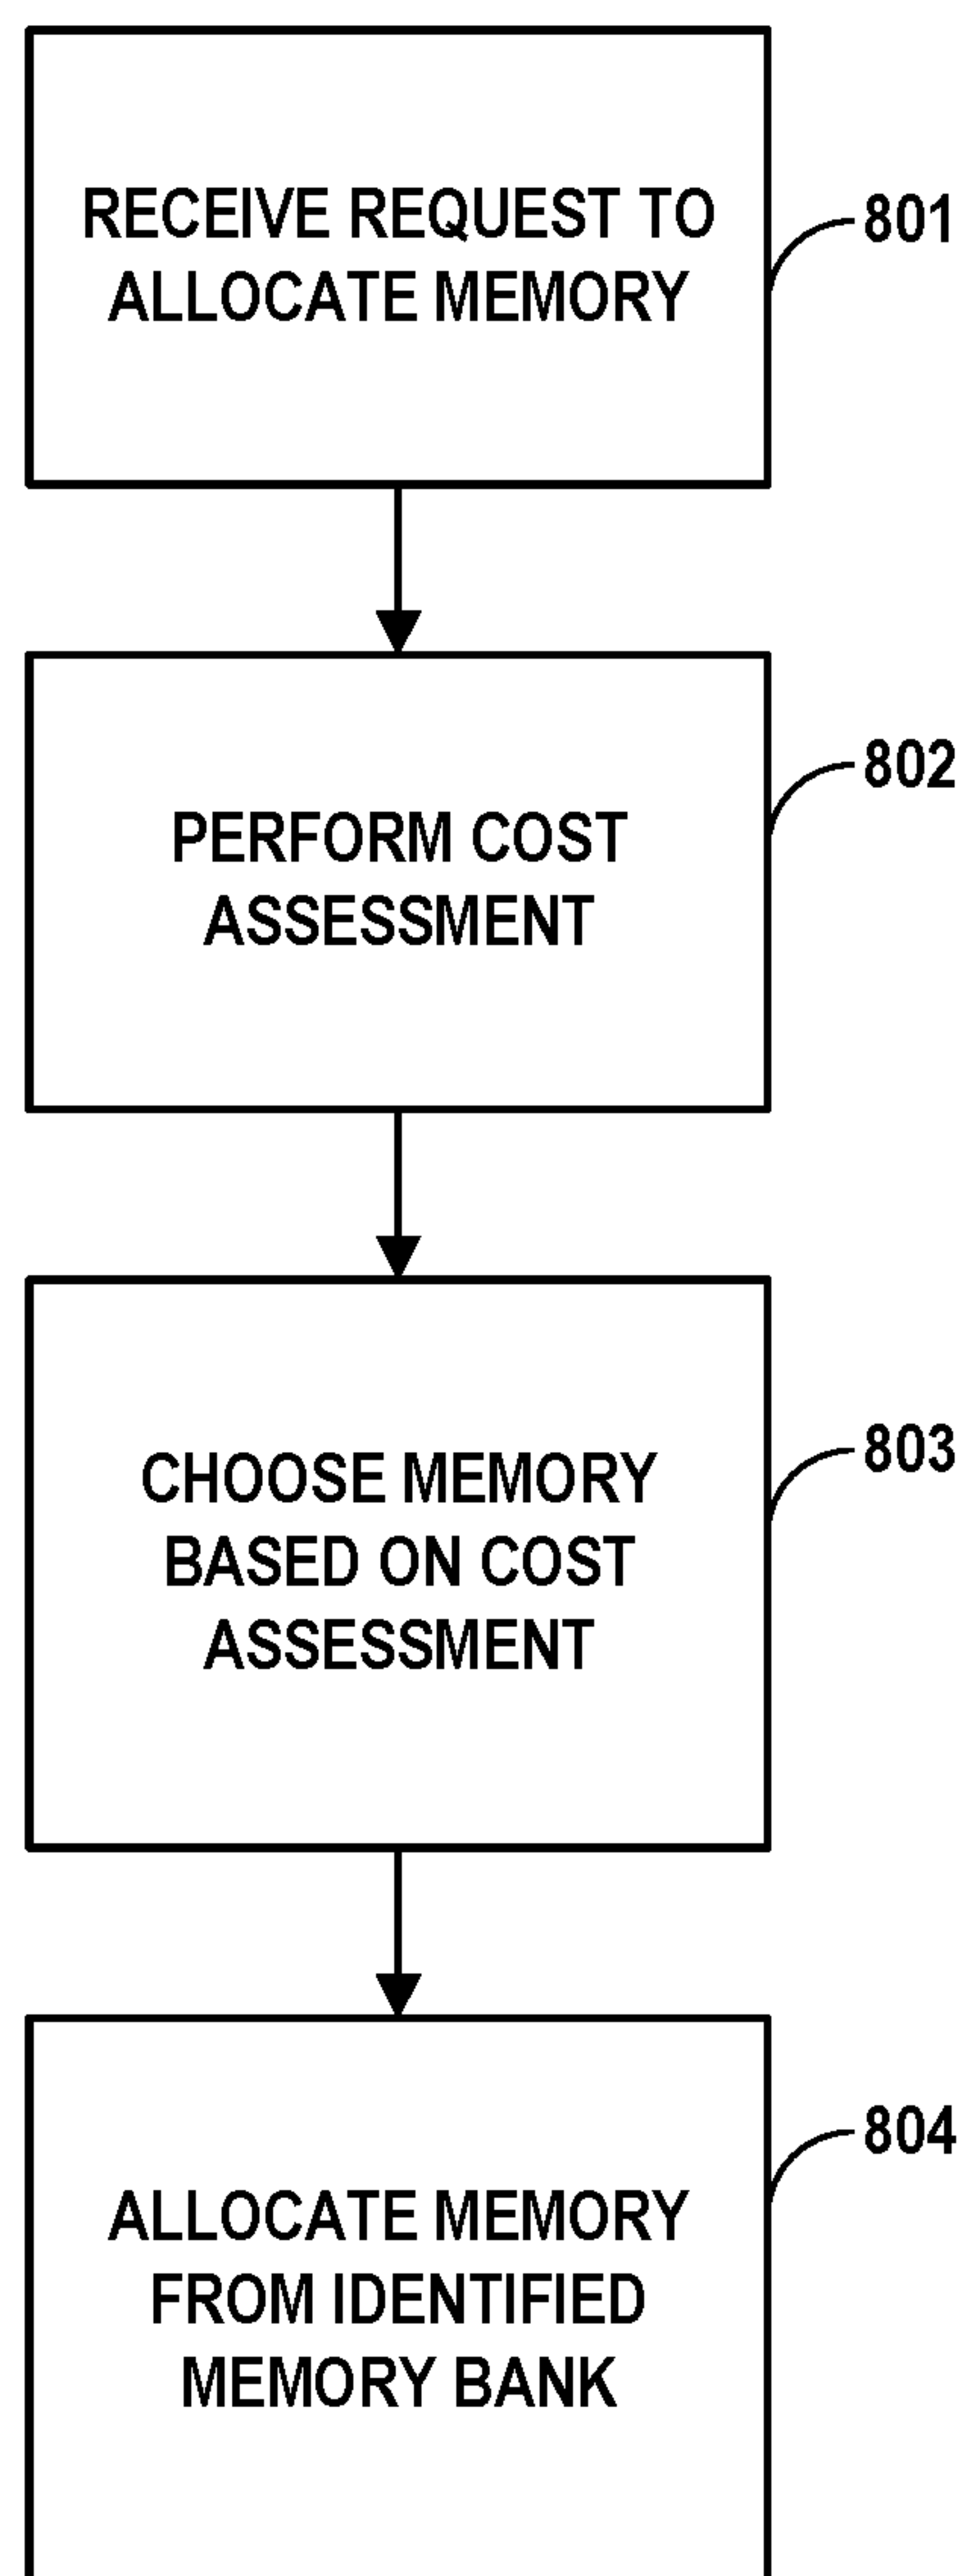 RECEIVE REQUEST TO
ALLOCATE MEMORY
801
PERFORM COST
ASSESSMENT
802
CHOOSE MEMORY
BASED ON COST
ASSESSMENT
803
ALLOCATE MEMORY
FROM IDENTIFIED
MEMORY BANK
804